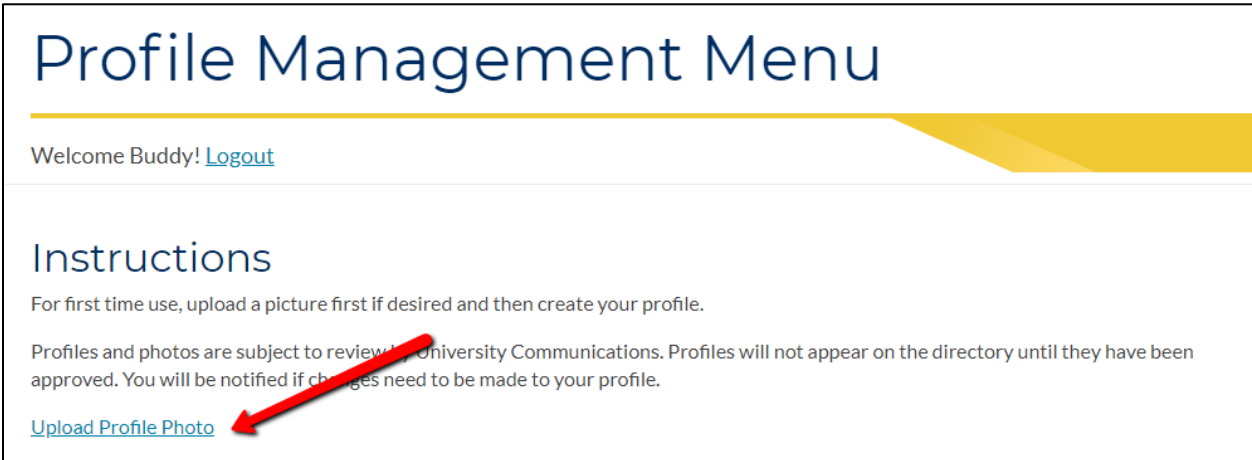 Profile Management Menu
Welcome Buddy! Logout
Instructions
For first time use, upload a picture first if desired and then create your profile.
Profiles and photos are subject to review by University Communications. Profiles will not appear on the directory until they have been
approved. You will be notified if changes need to be made to your profile.
Upload Profile Photo